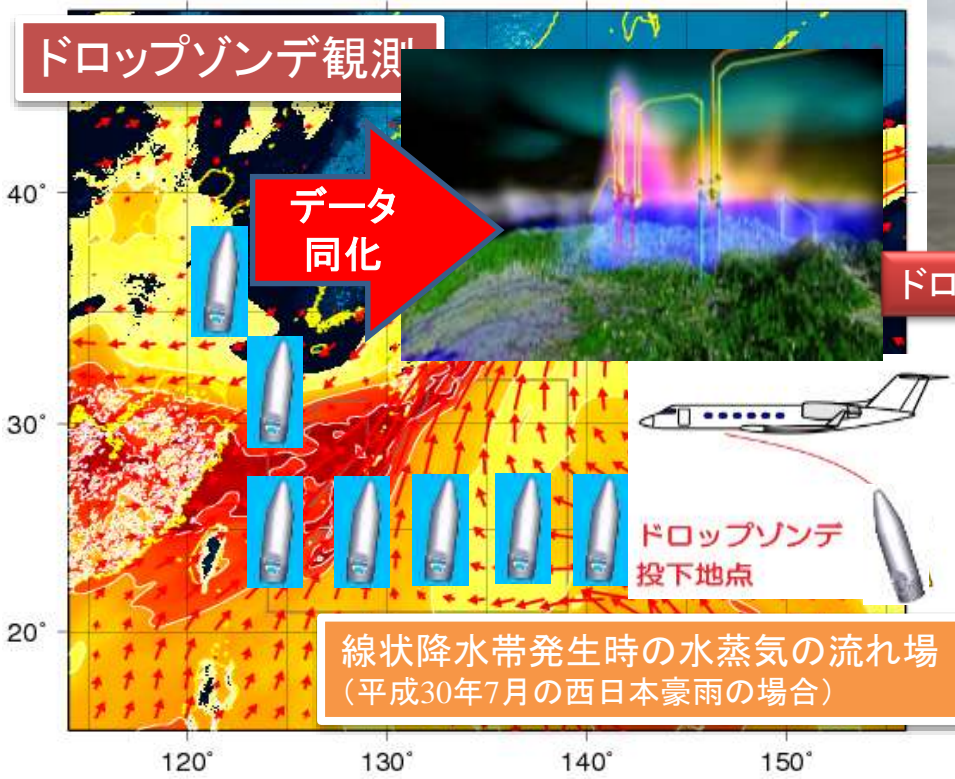 ドロップゾンデ観測
データ
同化
ドロ
ドロップゾンデ
投下地点
線状降水帯発生時の水蒸気の流れ場
(平成30年7月の西日本豪雨の場合)
40°
30°
20°
120°
130°
140°
150°